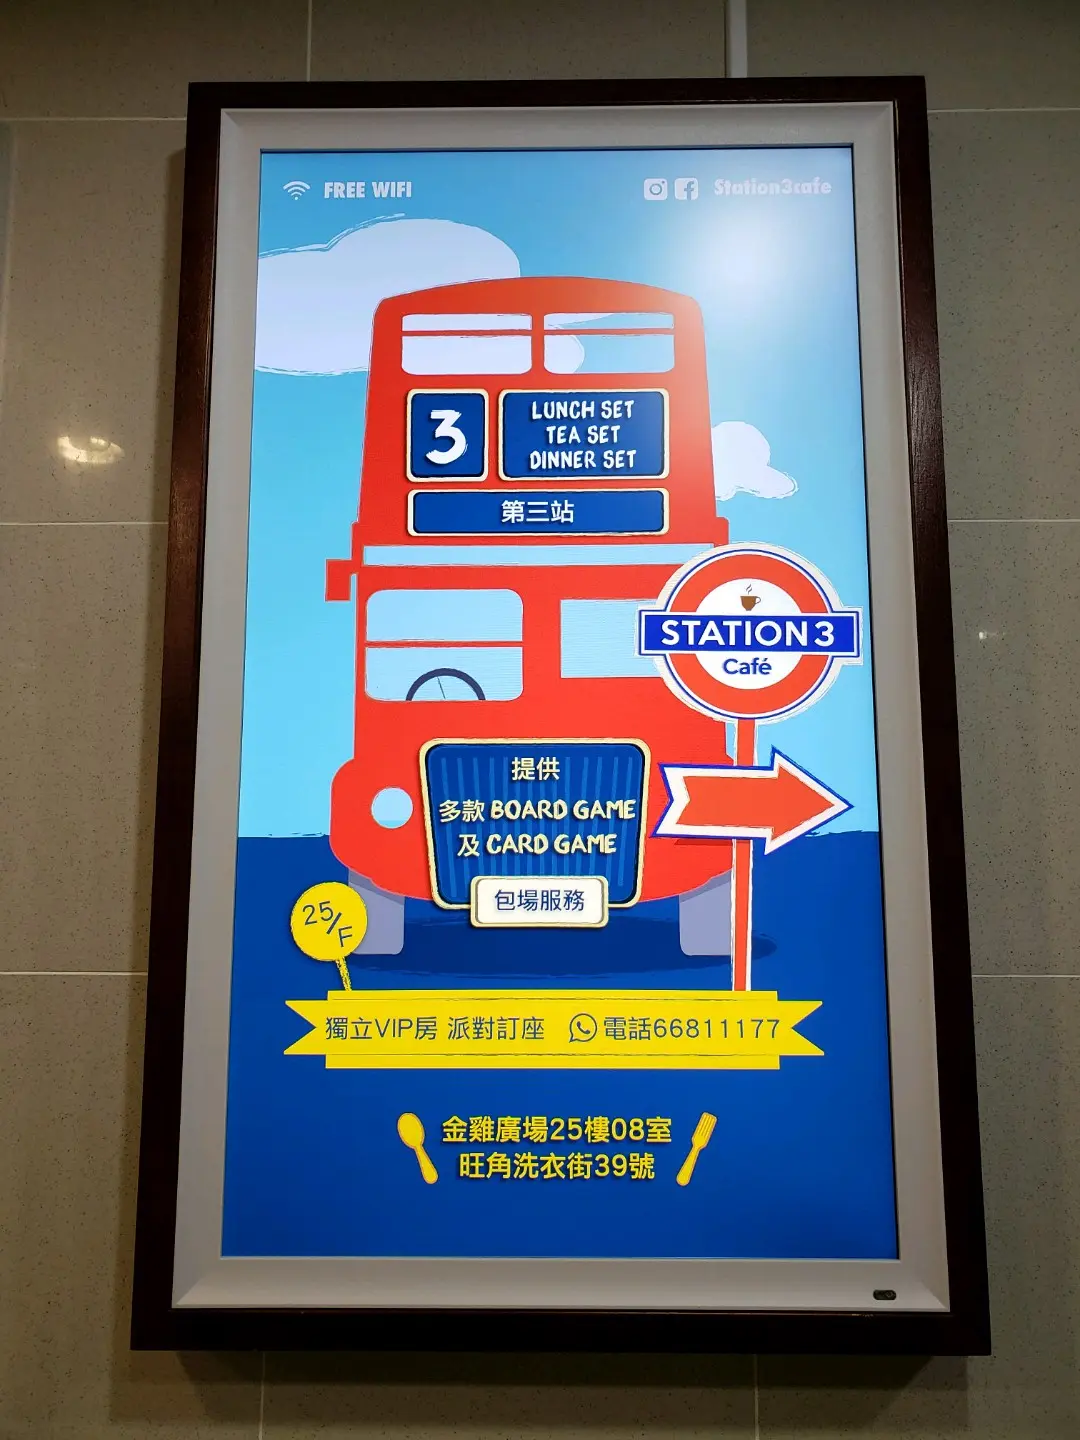 FREE WIFI
Station3cafe
3
LUNCH SET
TEA SET
DINNER SET
第三站
STATION 3
Café
提供
多款 BOARD GAME
及 CARD GAME
包場服務
25/F
獨立VIP房 派對訂座 電話66811177
金雞廣場25樓08室
旺角洗衣街39號